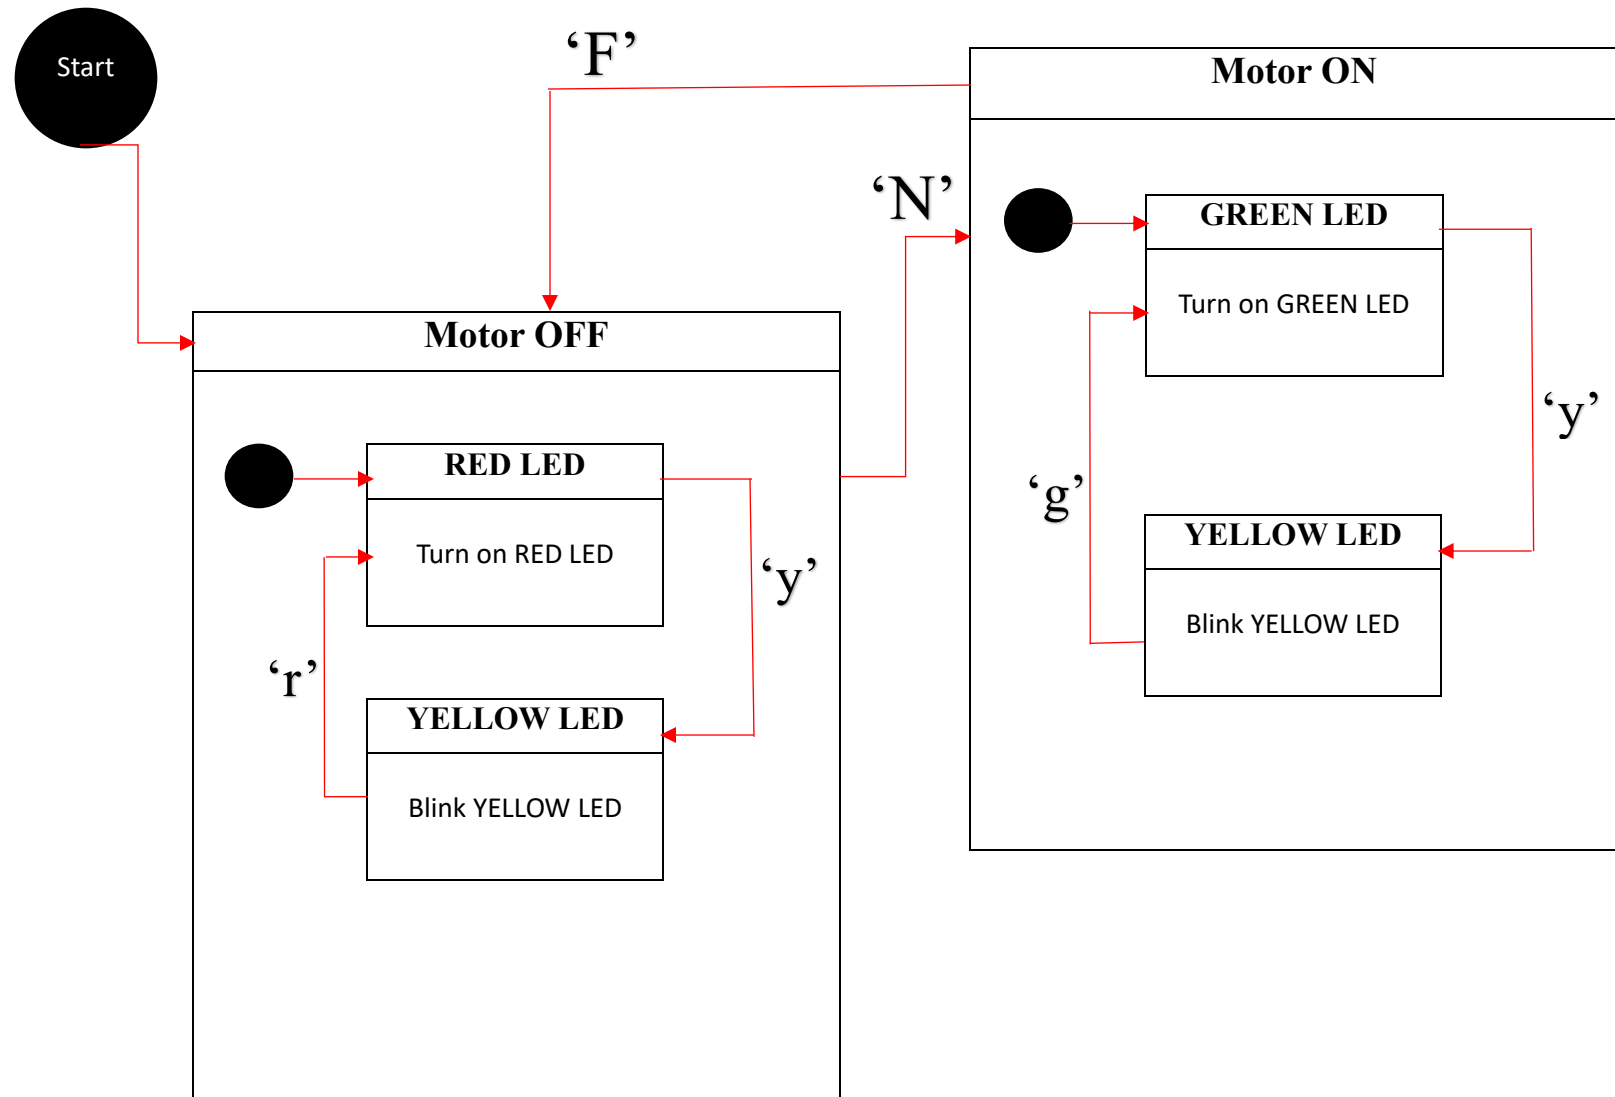 Start
‘F’
Motor ON
‘N’
GREEN LED
Turn on GREEN LED
‘y’
‘g’
YELLOW LED
Blink YELLOW LED
Motor OFF
RED LED
Turn on RED LED
‘y’
‘r’
YELLOW LED
Blink YELLOW LED